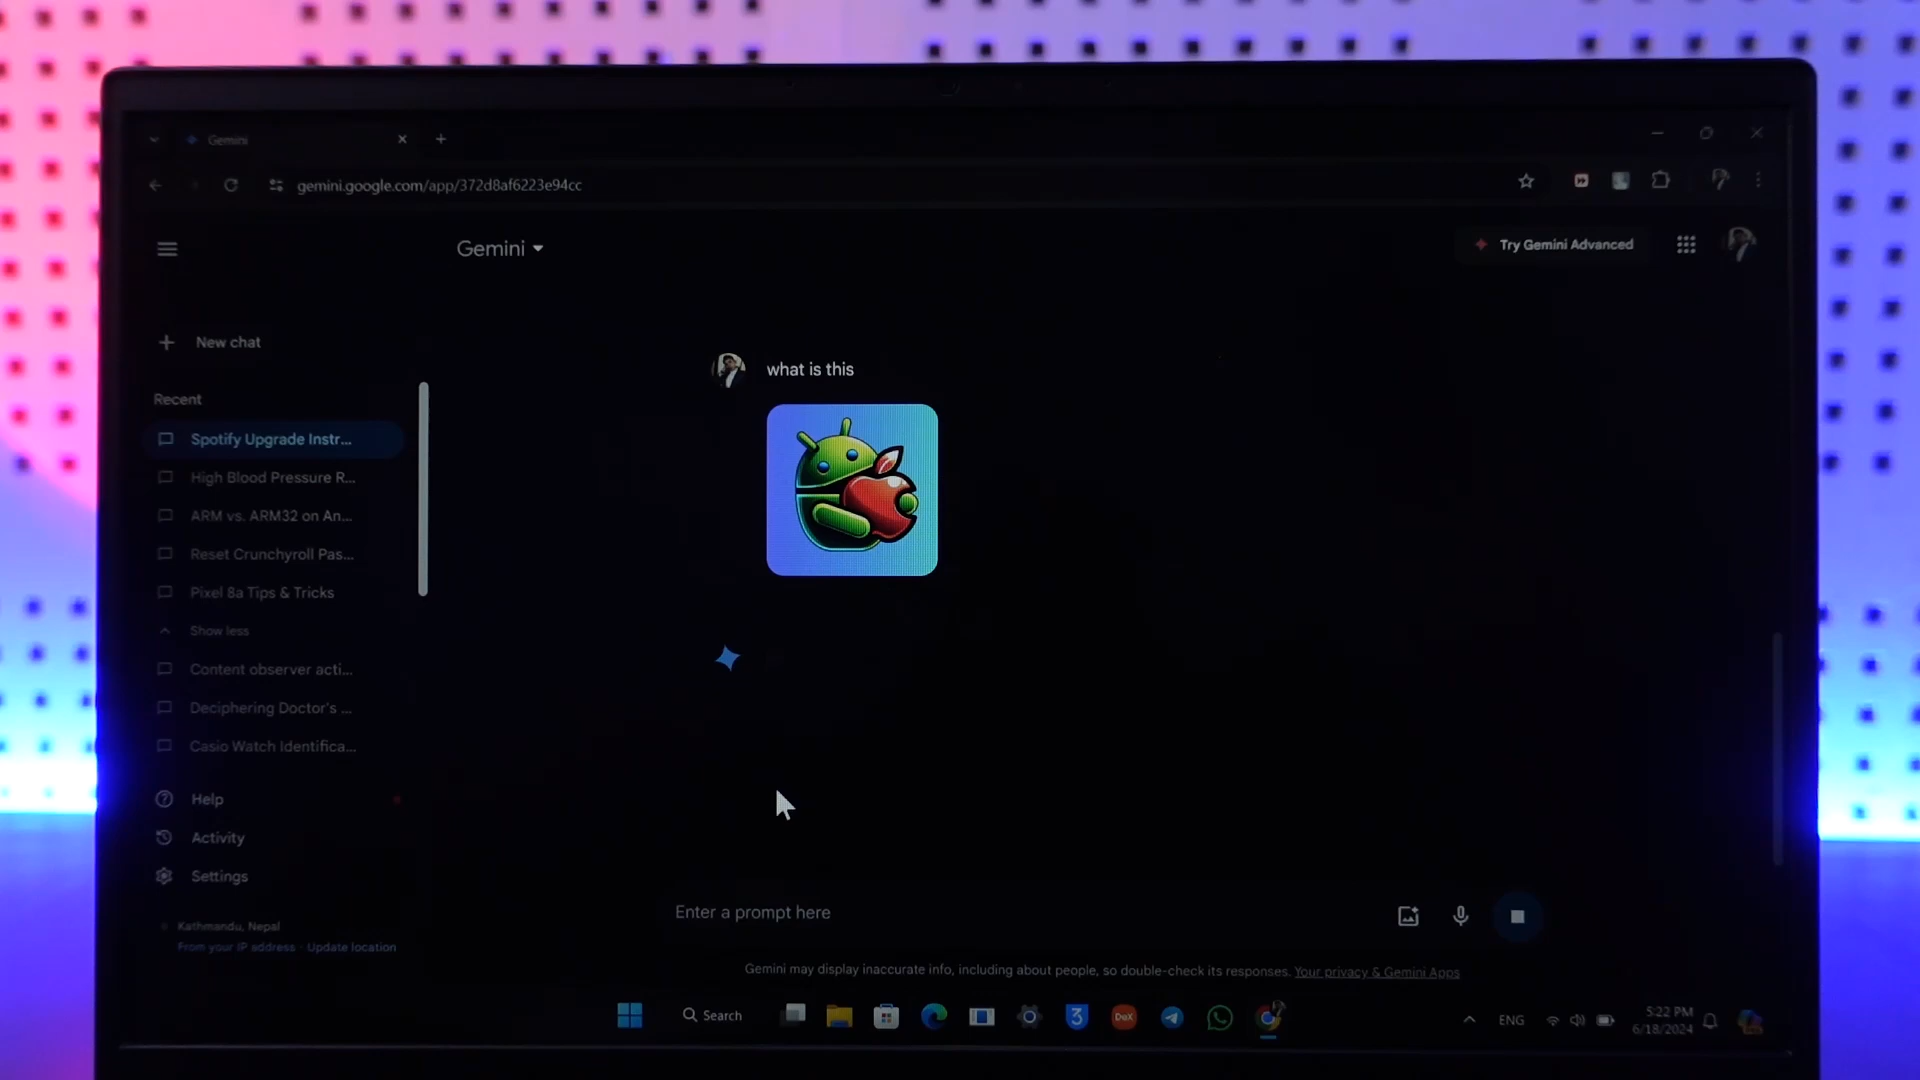 Gemini
gemini.google.com/app/372d8af6223e94cc
Gemini
Try Gemini Advanced
New chat
Recent
Spotify Upgrade Instr...
High Blood Pressure R...
ARM vs. ARM32 on An...
Reset Crunchyroll Pas...
Pixel 8a Tips & Tricks
Show less
Content observer acti...
Deciphering Doctor's ...
Casio Watch Identifica...
Help
Activity
Settings
Kathmandu, Nepal
From your IP address · Update location
what is this
Enter a prompt here
Gemini may display inaccurate info, including about people, so double-check its responses. Your privacy & Gemini Apps
Search
3
DeX
ENG
5:22 PM
6/18/2024